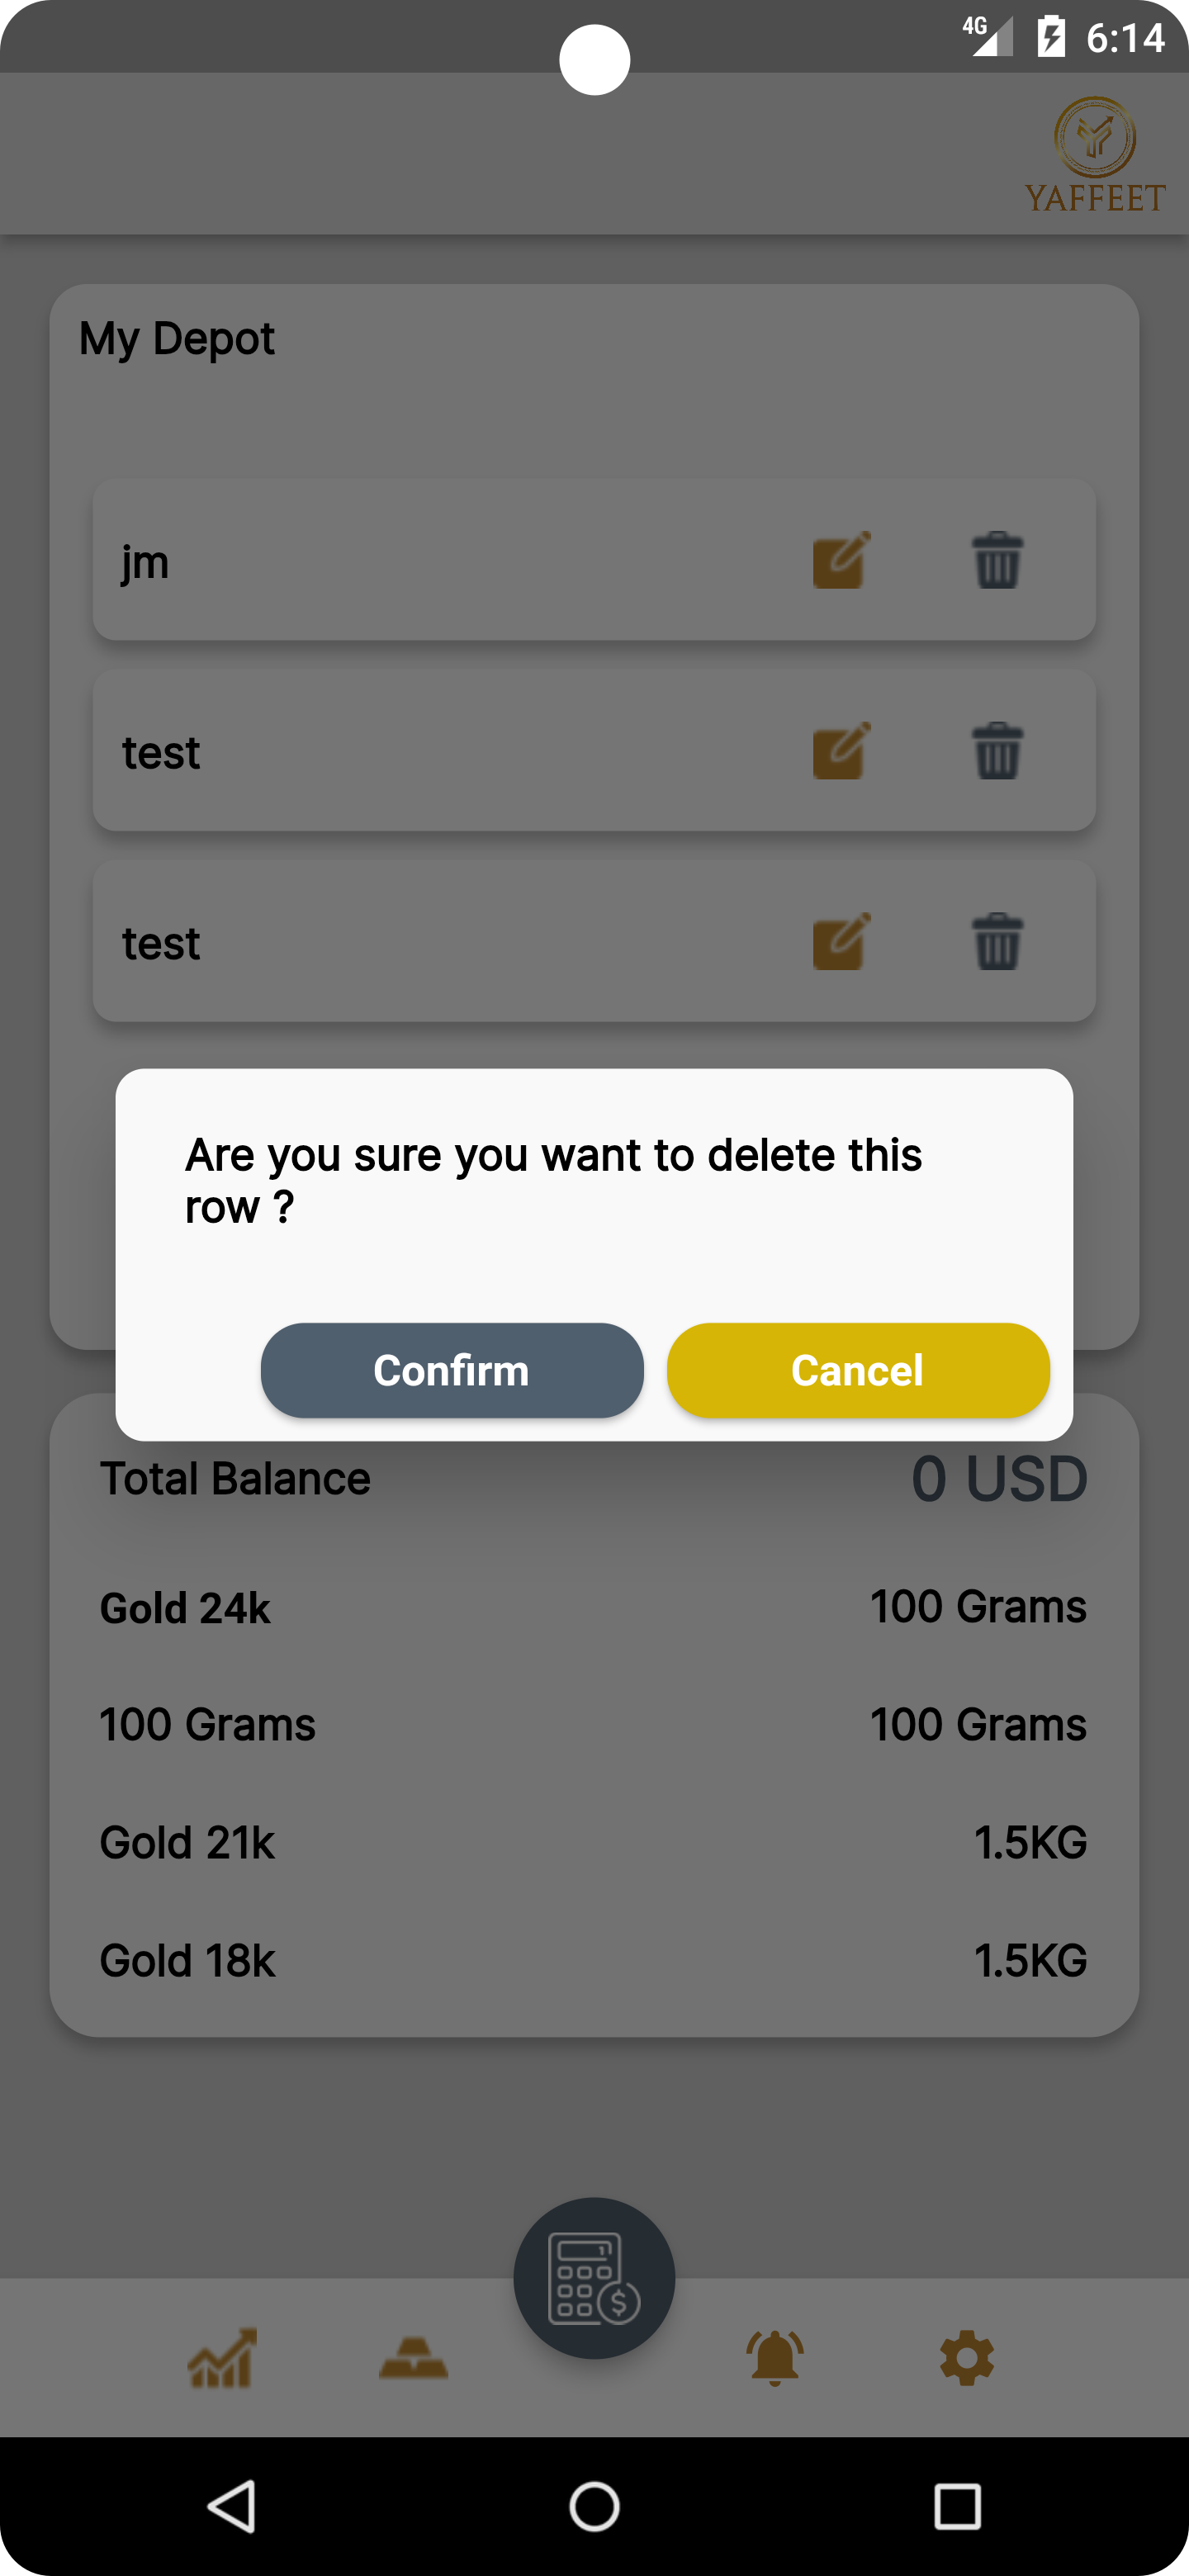 4G 6:14
YAFFEET
My Depot
jm
test
test
Are you sure you want to delete this
row ?
Confirm Cancel
Total Balance 0 USD
Gold 24k 100 Grams
100 Grams 100 Grams
Gold 21k 1.5KG
Gold 18k 1.5KG